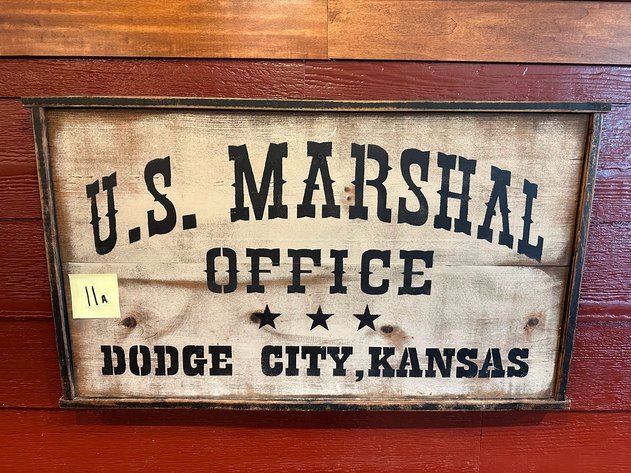 U.S. MARSHAL
OFFICE
11A
DODGE CITY, KANSAS